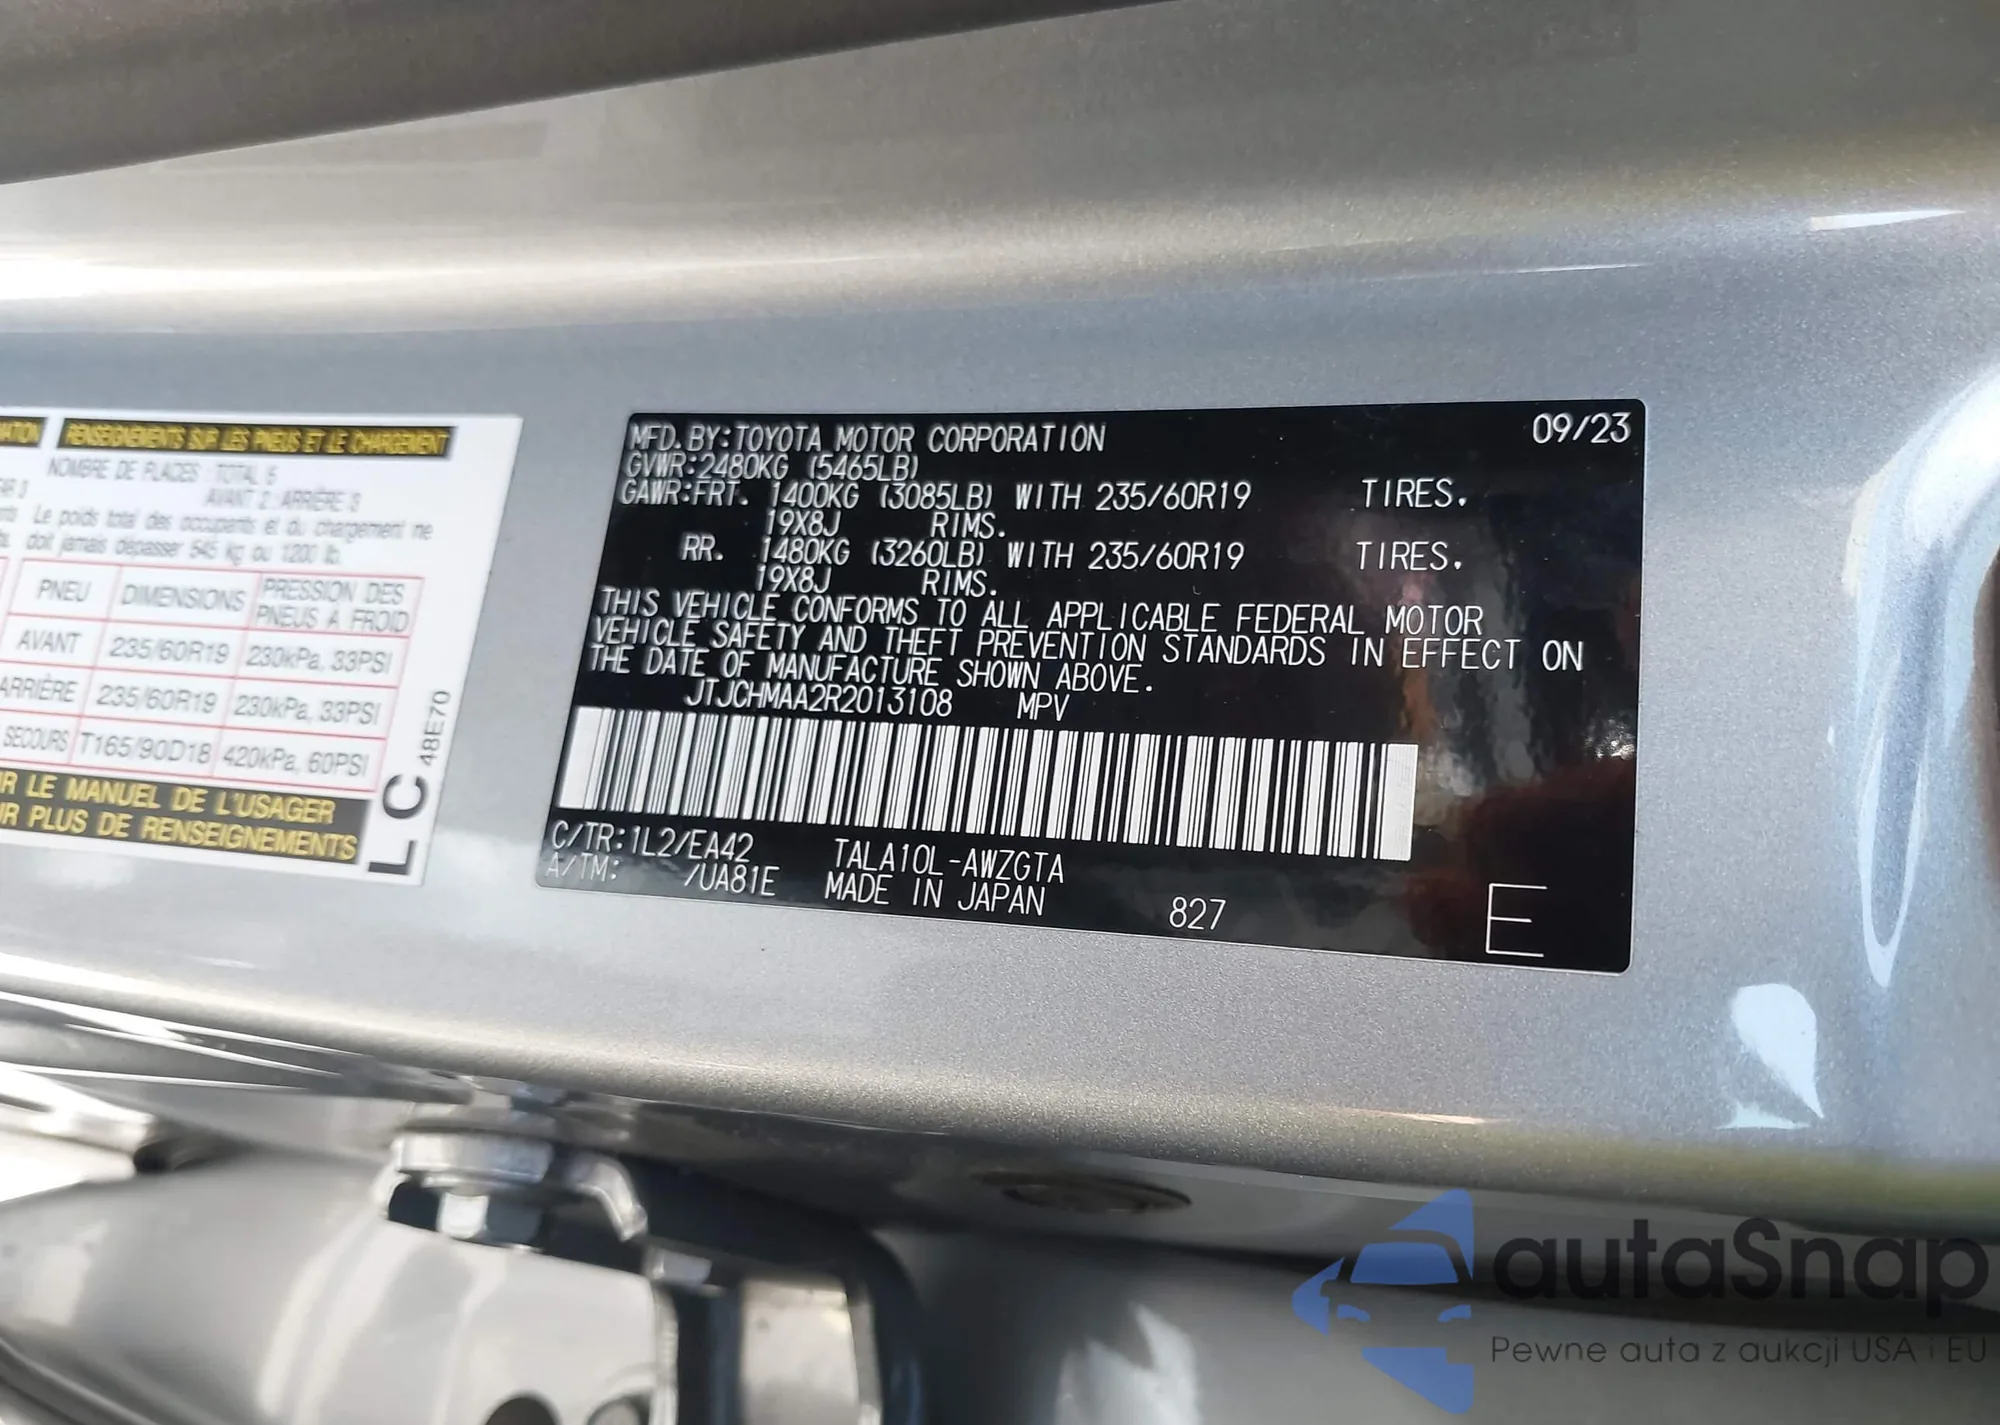 RENSEIGNEMENTS SUR LES PNEUS ET LE CHARGEMENT
NOMBRE DE PLACES : TOTAL 5
AVANT 2 : ARRIÈRE 3
Le poids total des occupants et du chargement ne
doit jamais dépasser 545 kg ou 1200 lb.
PNEU DIMENSIONS PRESSION DES PNEUS À FROID
AVANT 235/60R19 230kPa, 33PSI
ARRIÈRE 235/60R19 230kPa, 33PSI
SECOURS T165/90D18 420kPa, 60PSI
LE MANUEL DE L'USAGER
PLUS DE RENSEIGNEMENTS
LC 48E70
MFD. BY:TOYOTA MOTOR CORPORATION 09/23
GVWR:2480KG (5465LB)
GAWR:FRT. 1400KG (3085LB) WITH 235/60R19 TIRES.
19X8J RIMS.
RR. 1480KG (3260LB) WITH 235/60R19 TIRES.
19X8J RIMS.
THIS VEHICLE CONFORMS TO ALL APPLICABLE FEDERAL MOTOR
VEHICLE SAFETY AND THEFT PREVENTION STANDARDS IN EFFECT ON
THE DATE OF MANUFACTURE SHOWN ABOVE.
JTJCHMAA2R2013108 MPV
C/TR:1L2/EA42 TALA10L-AWZGTA
A/TM: /UA81E MADE IN JAPAN 827 E
autaSnap
Pewne auta z aukcji USA i EU